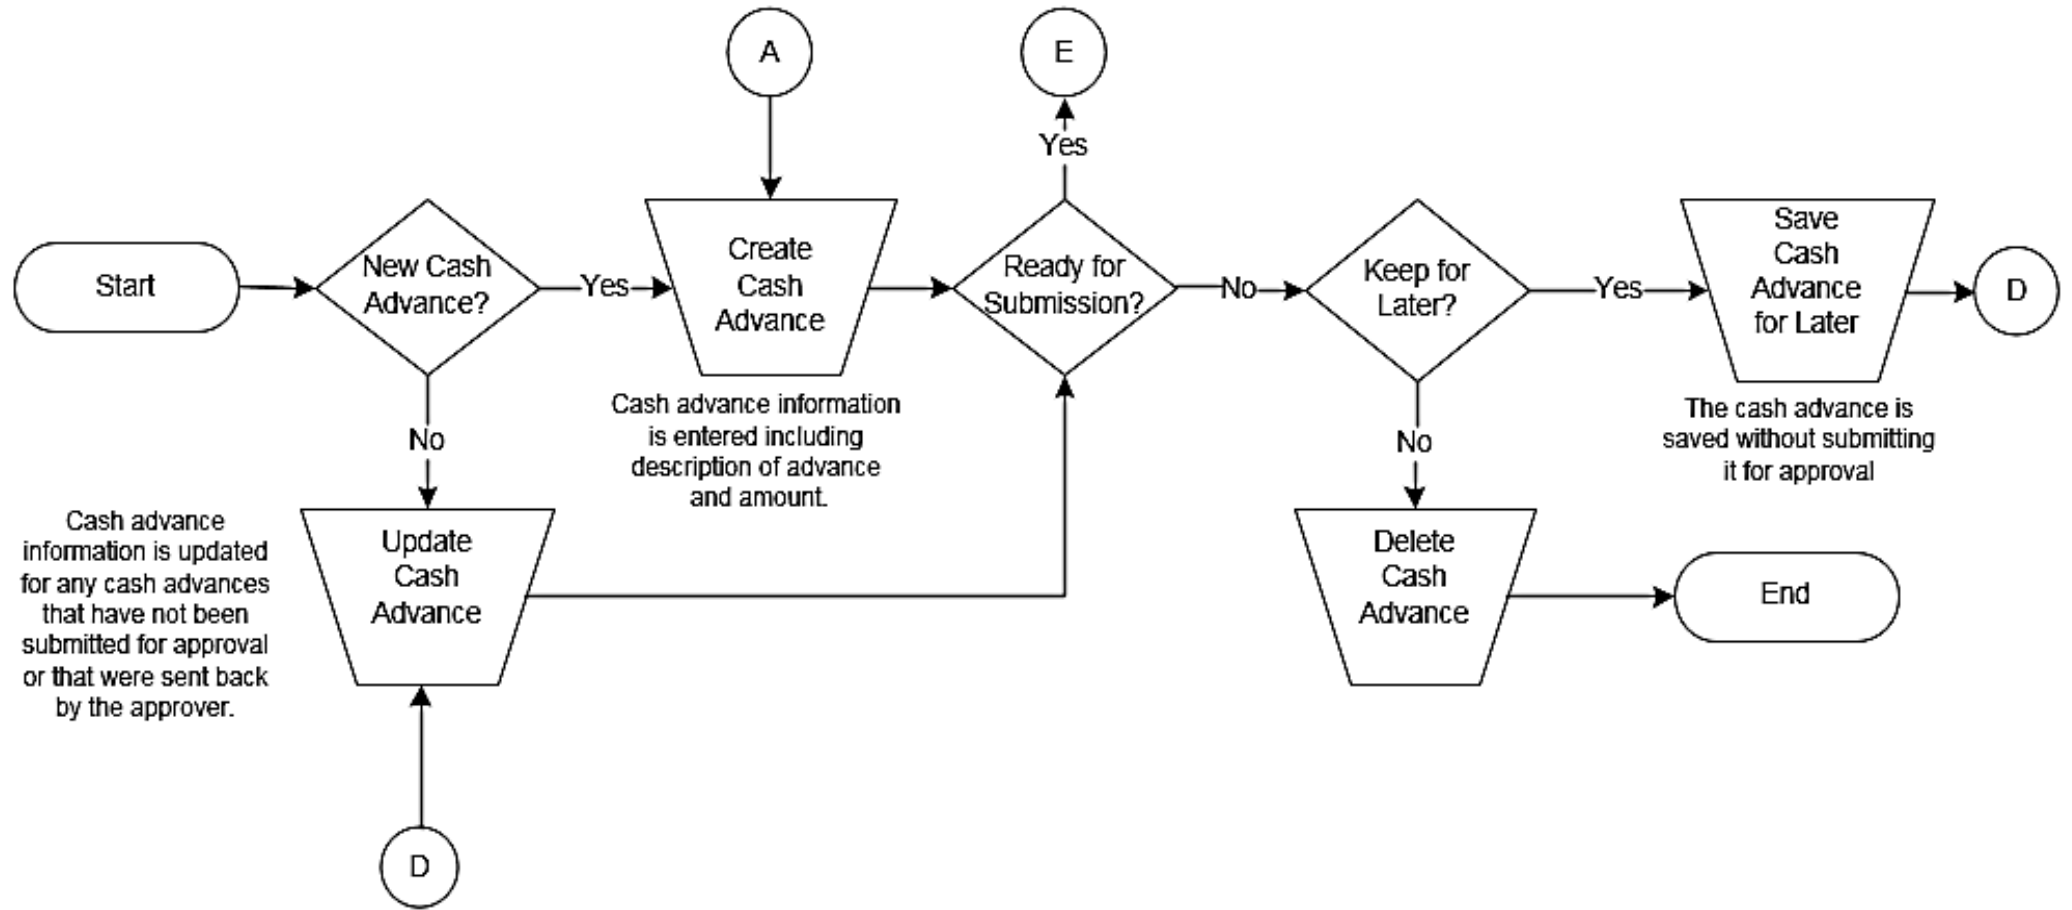 A
E
Yes
Start
New Cash
Advance?
Yes
Create
Cash
Advance
Ready for
Submission?
No
Keep for
Later?
Yes
Save
Cash
Advance
for Later
D
No
Cash advance information
is entered including
description of advance
and amount.
No
The cash advance is
saved without submitting
it for approval
Cash advance
information is updated
for any cash advances
that have not been
submitted for approval
or that were sent back
by the approver.
Update
Cash
Advance
Delete
Cash
Advance
End
D